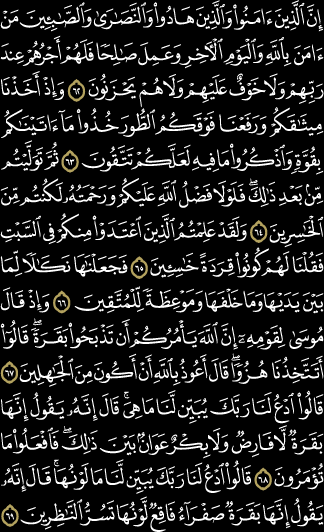 إِنَّ ٱلَّذِينَ ءَامَنُوا۟ وَٱلَّذِينَ هَادُوا۟ وَٱلنَّصَٰرَىٰ وَٱلصَّٰبِـِٔينَ مَنْ
ءَامَنَ بِٱللَّهِ وَٱلْيَوْمِ ٱلْءَاخِرِ وَعَمِلَ صَٰلِحًا فَلَهُمْ أَجْرُهُمْ عِندَ
رَبِّهِمْ وَلَا خَوْفٌ عَلَيْهِمْ وَلَا هُمْ يَحْزَنُونَ ٦٢ وَإِذْ أَخَذْنَا
مِيثَٰقَكُمْ وَرَفَعْنَا فَوْقَكُمُ ٱلطُّورَ خُذُوا۟ مَآ ءَاتَيْنَٰكُم
بِقُوَّةٍ وَٱذْكُرُوا۟ مَا فِيهِ لَعَلَّكُمْ تَتَّقُونَ ٦٣ ثُمَّ تَوَلَّيْتُم
مِّنۢ بَعْدِ ذَٰلِكَ ۖ فَلَوْلَا فَضْلُ ٱللَّهِ عَلَيْكُمْ وَرَحْمَتُهُۥ لَكُنتُم مِّنَ
ٱلْخَٰسِرِينَ ٦٤ وَلَقَدْ عَلِمْتُمُ ٱلَّذِينَ ٱعْتَدَوْا۟ مِنكُمْ فِى ٱلسَّبْتِ
فَقُلْنَا لَهُمْ كُونُوا۟ قِرَدَةً خَٰسِـِٔينَ ٦٥ فَجَعَلْنَٰهَا نَكَٰلًا لِّمَا
بَيْنَ يَدَيْهَا وَمَا خَلْفَهَا وَمَوْعِظَةً لِّلْمُتَّقِينَ ٦٦ وَإِذْ قَالَ
مُوسَىٰ لِقَوْمِهِۦٓ إِنَّ ٱللَّهَ يَأْمُرُكُمْ أَن تَذْبَحُوا۟ بَقَرَةً ۖ قَالُوٓا۟
أَتَتَّخِذُنَا هُزُوًا ۖ قَالَ أَعُوذُ بِٱللَّهِ أَنْ أَكُونَ مِنَ ٱلْجَٰهِلِينَ ٦٧
قَالُوا۟ ٱدْعُ لَنَا رَبَّكَ يُبَيِّن لَّنَا مَا هِىَ ۚ قَالَ إِنَّهُۥ يَقُولُ إِنَّهَا
بَقَرَةٌ لَّا فَارِضٌ وَلَا بِكْرٌ عَوَانٌۢ بَيْنَ ذَٰلِكَ ۖ فَٱفْعَلُوا۟ مَا
تُؤْمَرُونَ ٦٨ قَالُوا۟ ٱدْعُ لَنَا رَبَّكَ يُبَيِّن لَّنَا مَا لَوْنُهَا ۚ قَالَ إِنَّهُۥ
يَقُولُ إِنَّهَا بَقَرَةٌ صَفْرَآءُ فَاقِعٌ لَّوْنُهَا تَسُرُّ ٱلنَّٰظِرِينَ ٦٩